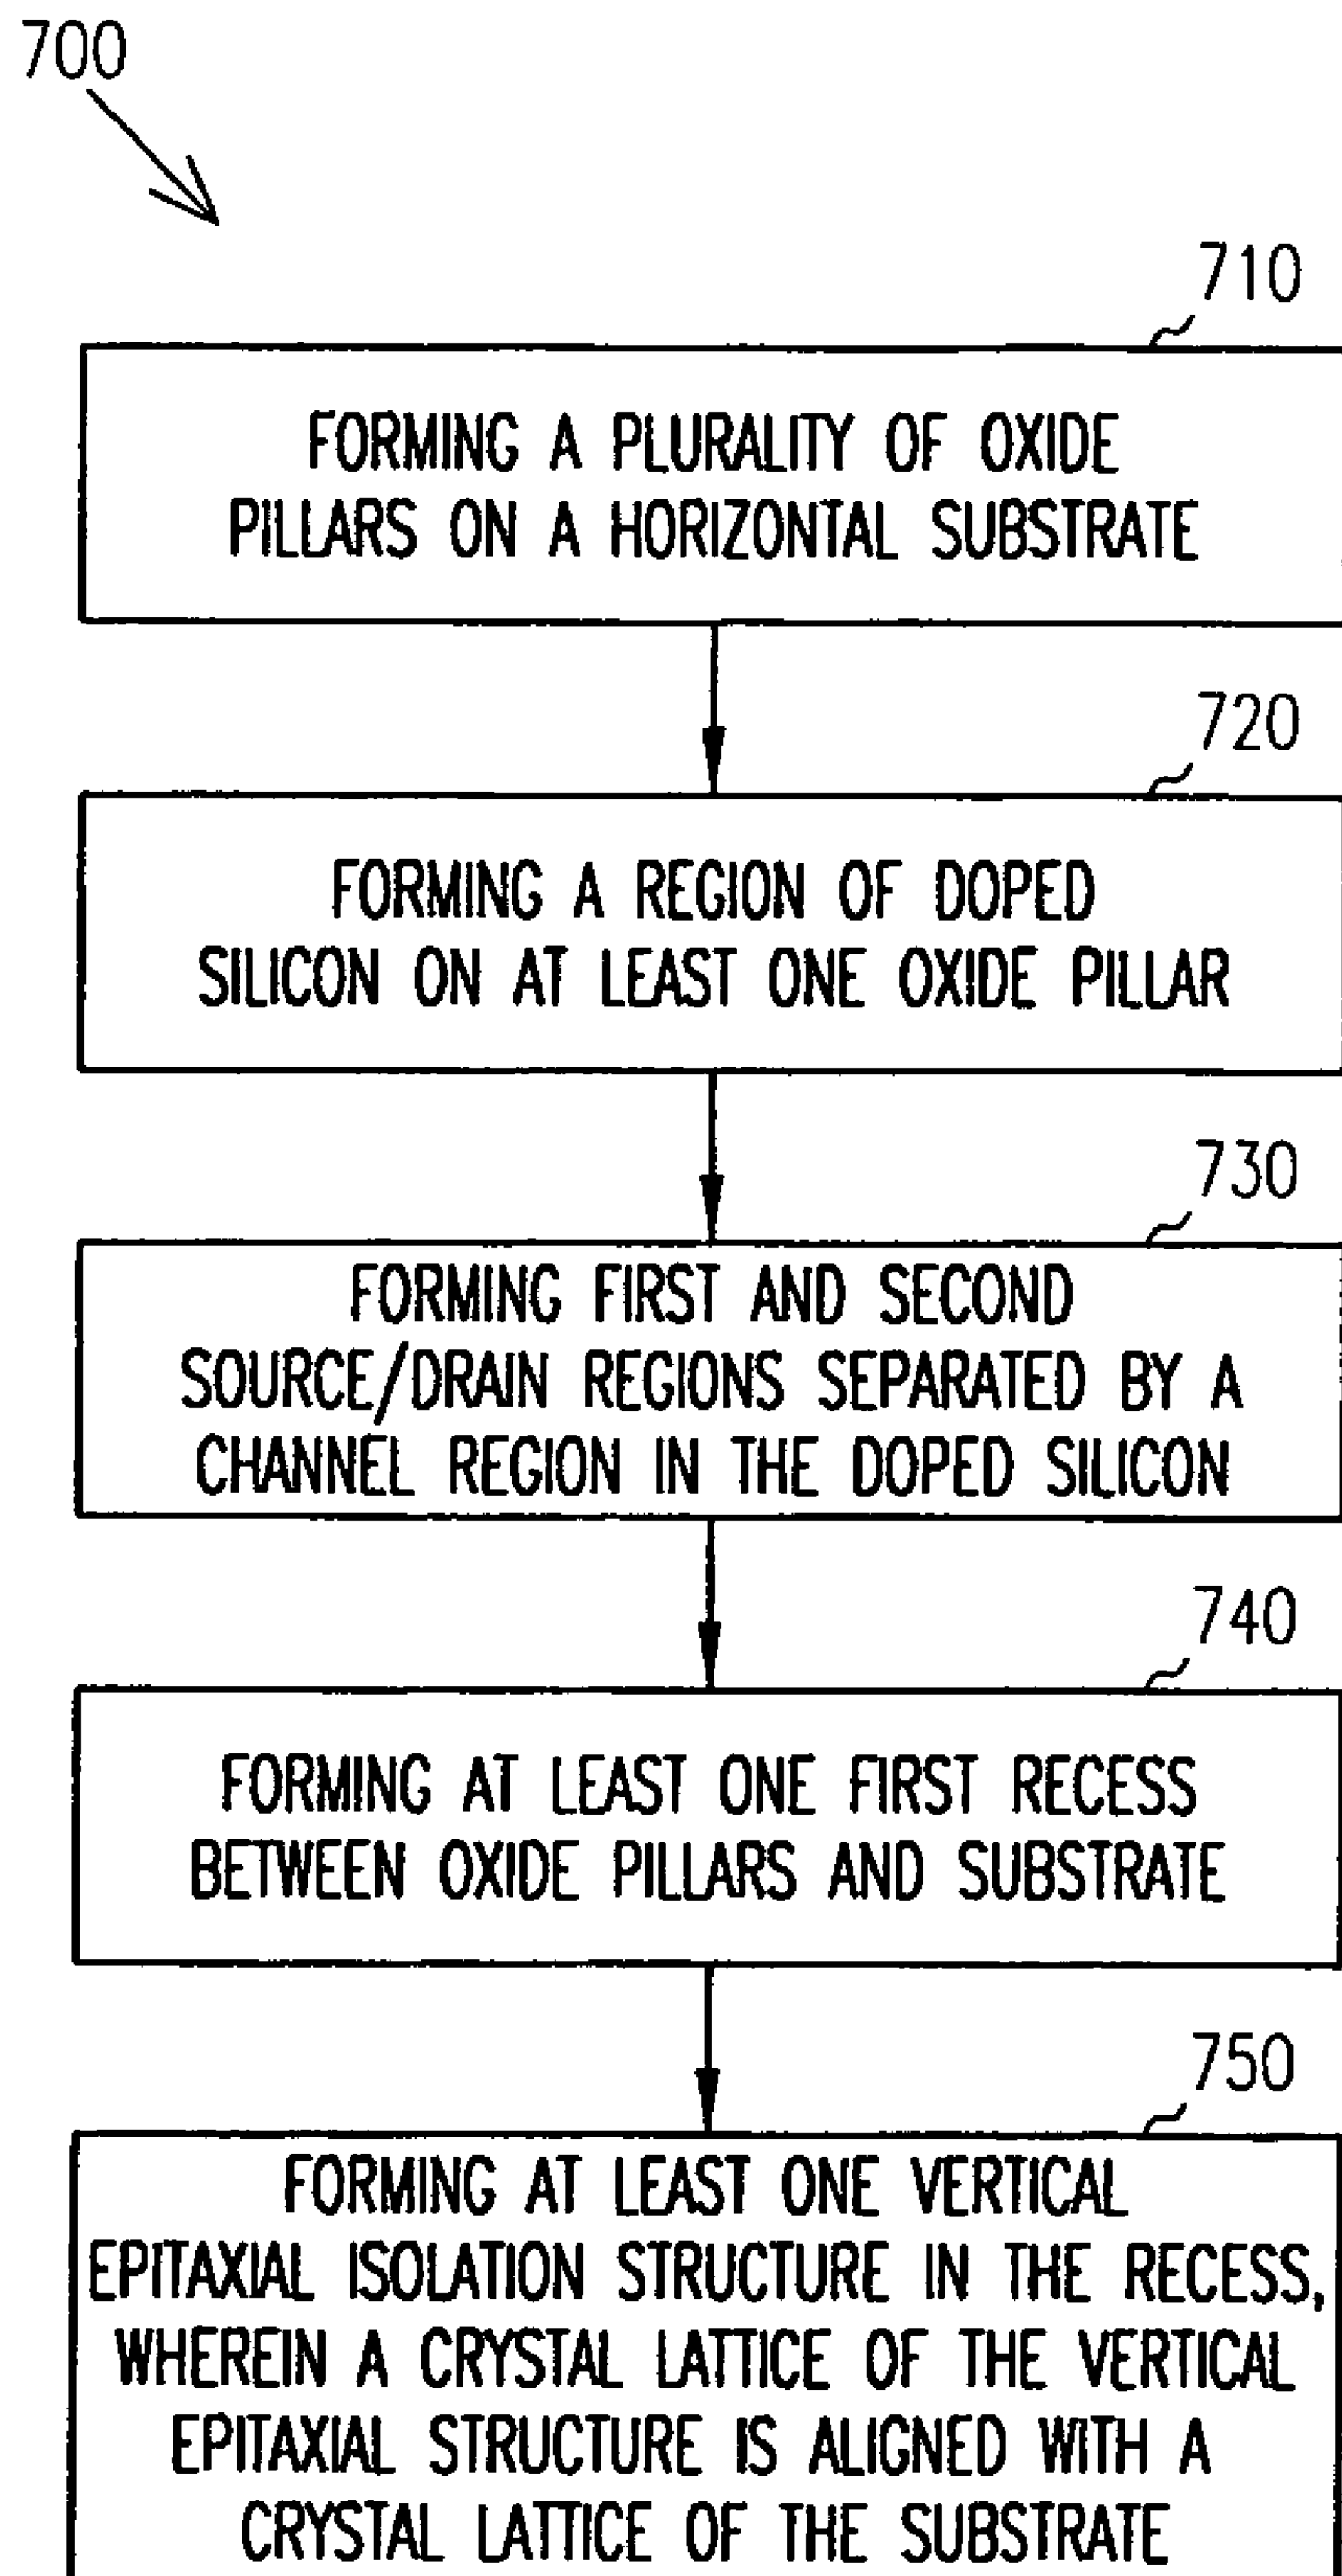 700
710
FORMING A PLURALITY OF OXIDE
PILLARS ON A HORIZONTAL SUBSTRATE
720
FORMING A REGION OF DOPED
SILICON ON AT LEAST ONE OXIDE PILLAR
730
FORMING FIRST AND SECOND
SOURCE/DRAIN REGIONS SEPARATED BY A
CHANNEL REGION IN THE DOPED SILICON
740
FORMING AT LEAST ONE FIRST RECESS
BETWEEN OXIDE PILLARS AND SUBSTRATE
750
FORMING AT LEAST ONE VERTICAL
EPITAXIAL ISOLATION STRUCTURE IN THE RECESS,
WHEREIN A CRYSTAL LATTICE OF THE VERTICAL
EPITAXIAL STRUCTURE IS ALIGNED WITH A
CRYSTAL LATTICE OF THE SUBSTRATE